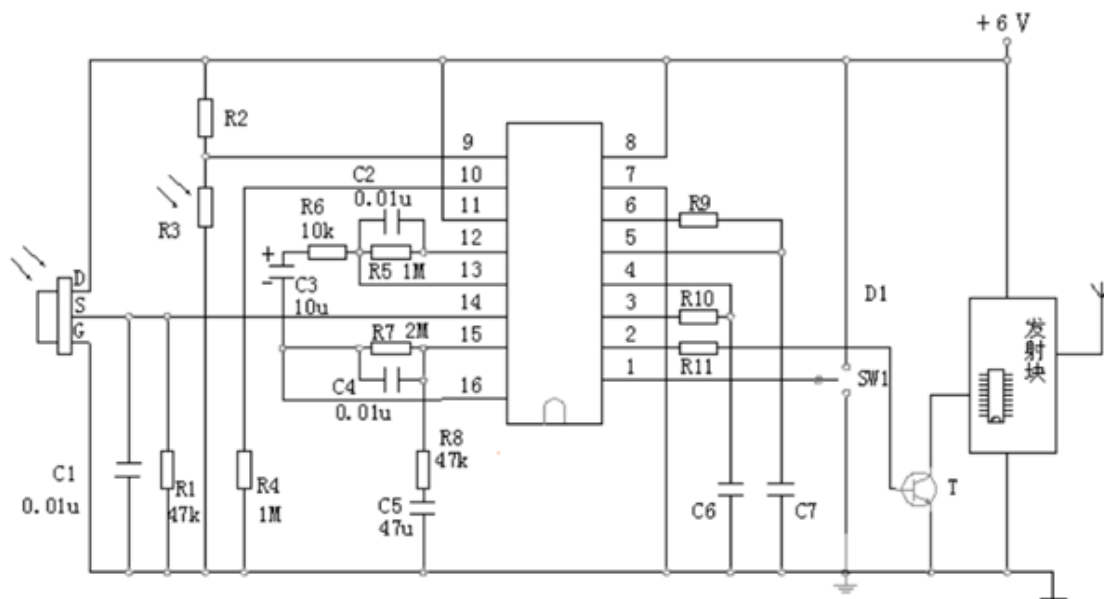 +6 V
R2
R3
9
10
11
12
13
14
15
16
8
7
6
5
4
3
2
1
C2
0.01u
R6
10k
R5 1M
+
-
C3
10u
D
S
G
R7 2M
C4
0.01u
R8
47k
C5
47u
C1
0.01u
R1
47k
R4
1M
R9
R10
R11
D1
SW1
C6
C7
T
发射块